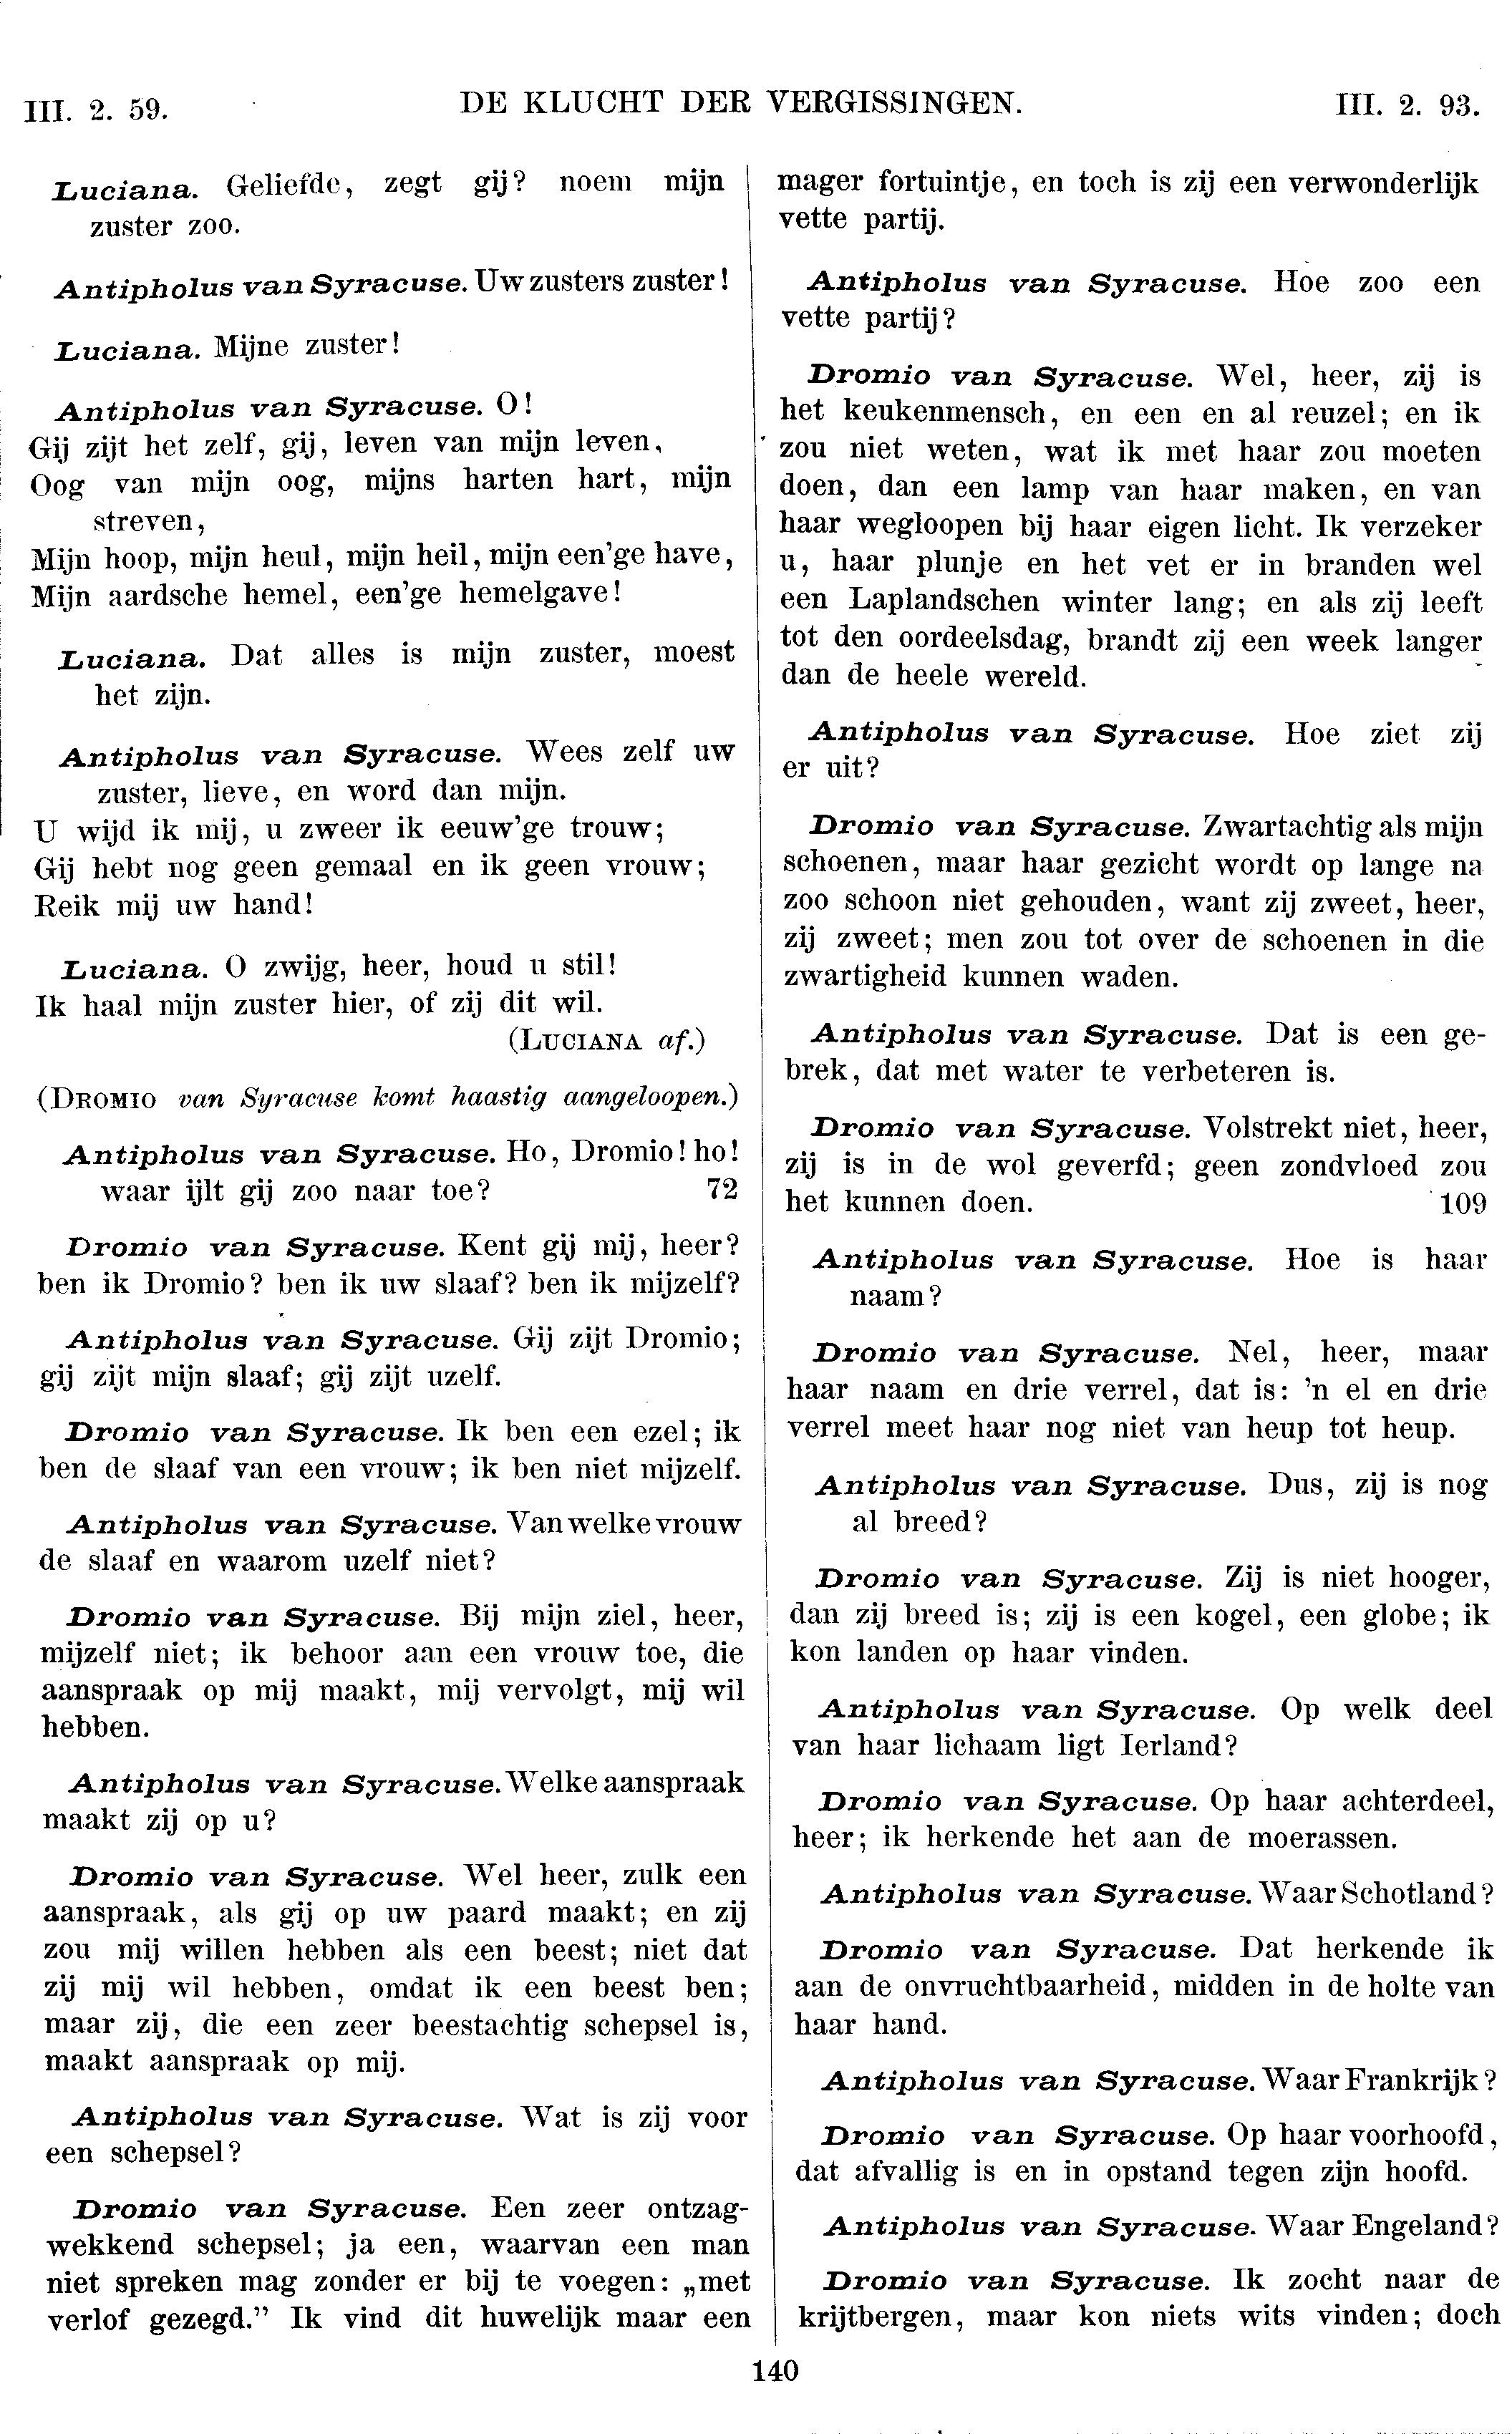 III. 2. 59. DE KLUCHT DER VERGISSINGEN. III. 2. 93.
Luciana. Geliefde, zegt gij? noem mijn
zuster zoo.
Antipholus van Syracuse. Uw zusters zuster!
Luciana. Mijne zuster!
Antipholus van Syracuse. O!
Gij zijt het zelf, gij, leven van mijn leven,
Oog van mijn oog, mijns harten hart, mijn
streven,
Mijn hoop, mijn heul, mijn heil, mijn een'ge have,
Mijn aardsche hemel, een'ge hemelgave!
Luciana. Dat alles is mijn zuster, moest
het zijn.
Antipholus van Syracuse. Wees zelf uw
zuster, lieve, en word dan mijn.
U wijd ik mij, u zweer ik eeuw'ge trouw;
Gij hebt nog geen gemaal en ik geen vrouw;
Reik mij uw hand!
Luciana. O zwijg, heer, houd u stil!
Ik haal mijn zuster hier, of zij dit wil.
(LUCIANA af.)
(DROMIO van Syracuse komt haastig aangeloopen.)
Antipholus van Syracuse. Ho, Dromio! ho!
waar ijlt gij zoo naar toe? 72
Dromio van Syracuse. Kent gij mij, heer?
ben ik Dromio? ben ik uw slaaf? ben ik mijzelf?
Antipholus van Syracuse. Gij zijt Dromio;
gij zijt mijn slaaf; gij zijt uzelf.
Dromio van Syracuse. Ik ben een ezel; ik
ben de slaaf van een vrouw; ik ben niet mijzelf.
Antipholus van Syracuse. Van welke vrouw
de slaaf en waarom uzelf niet?
Dromio van Syracuse. Bij mijn ziel, heer,
mijzelf niet; ik behoor aan een vrouw toe, die
aanspraak op mij maakt, mij vervolgt, mij wil
hebben.
Antipholus van Syracuse. Welke aanspraak
maakt zij op u?
Dromio van Syracuse. Wel heer, zulk een
aanspraak, als gij op uw paard maakt; en zij
zou mij willen hebben als een beest; niet dat
zij mij wil hebben, omdat ik een beest ben;
maar zij, die een zeer beestachtig schepsel is,
maakt aanspraak op mij.
Antipholus van Syracuse. Wat is zij voor
een schepsel?
Dromio van Syracuse. Een zeer ontzag-
wekkend schepsel; ja een, waarvan een man
niet spreken mag zonder er bij te voegen: „met
verlof gezegd.” Ik vind dit huwelijk maar een
mager fortuintje, en toch is zij een verwonderlijk
vette partij.
Antipholus van Syracuse. Hoe zoo een
vette partij?
Dromio van Syracuse. Wel, heer, zij is
het keukenmensch, en een en al reuzel; en ik
zou niet weten, wat ik met haar zou moeten
doen, dan een lamp van haar maken, en van
haar wegloopen bij haar eigen licht. Ik verzeker
u, haar plunje en het vet er in branden wel
een Laplandschen winter lang; en als zij leeft
tot den oordeelsdag, brandt zij een week langer
dan de heele wereld.
Antipholus van Syracuse. Hoe ziet zij
er uit?
Dromio van Syracuse. Zwartachtig als mijn
schoenen, maar haar gezicht wordt op lange na
zoo schoon niet gehouden, want zij zweet, heer,
zij zweet; men zou tot over de schoenen in die
zwartigheid kunnen waden.
Antipholus van Syracuse. Dat is een ge-
brek, dat met water te verbeteren is.
Dromio van Syracuse. Volstrekt niet, heer,
zij is in de wol geverfd; geen zondvloed zou
het kunnen doen. 109
Antipholus van Syracuse. Hoe is haar
naam?
Dromio van Syracuse. Nel, heer, maar
haar naam en drie verrel, dat is: 'n el en drie
verrel meet haar nog niet van heup tot heup.
Antipholus van Syracuse. Dus, zij is nog
al breed?
Dromio van Syracuse. Zij is niet hooger,
dan zij breed is; zij is een kogel, een globe; ik
kon landen op haar vinden.
Antipholus van Syracuse. Op welk deel
van haar lichaam ligt Ierland?
Dromio van Syracuse. Op haar achterdeel,
heer; ik herkende het aan de moerassen.
Antipholus van Syracuse. Waar Schotland?
Dromio van Syracuse. Dat herkende ik
aan de onvruchtbaarheid, midden in de holte van
haar hand.
Antipholus van Syracuse. Waar Frankrijk?
Dromio van Syracuse. Op haar voorhoofd,
dat afvallig is en in opstand tegen zijn hoofd.
Antipholus van Syracuse. Waar Engeland?
Dromio van Syracuse. Ik zocht naar de
krijtbergen, maar kon niets wits vinden; doch
140